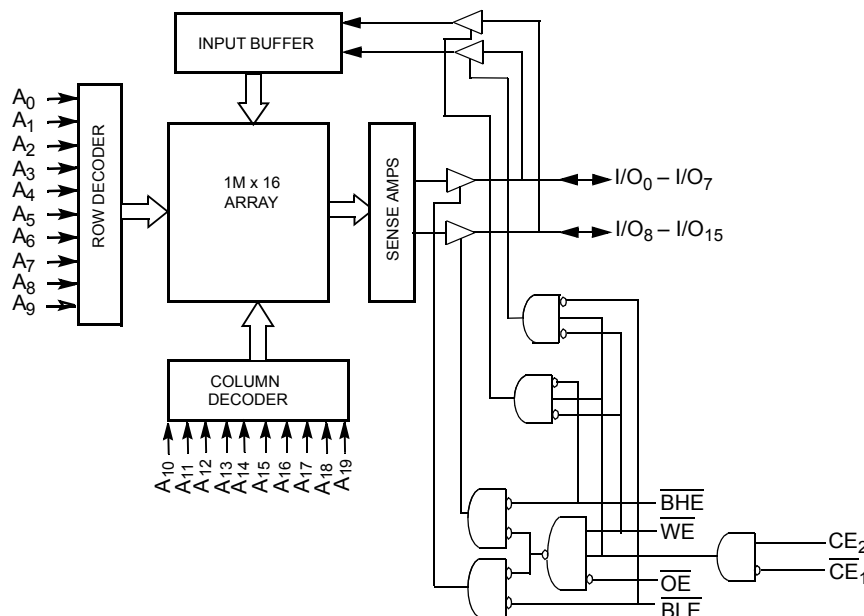 INPUT BUFFER
A0
A1
A2
A3
A4
A5
A6
A7
A8
A9
ROW DECODER
1M x 16
ARRAY
SENSE AMPS
I/O0 – I/O7
I/O8 – I/O15
COLUMN
DECODER
A10
A11
A12
A13
A14
A15
A16
A17
A18
A19
BHE
WE
CE2
CE1
OE
BLE